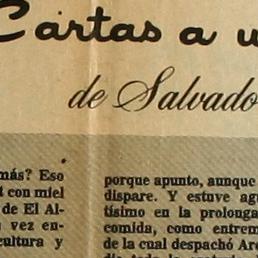 Cartas a u
de Salvado
más? Eso
t con miel
de El Al-
vez en-
cultura y
porque apunto, aunque
dispare. Y estuve agu
tísimo en la prolonga
comida, como entrem
de la cual despachó Are